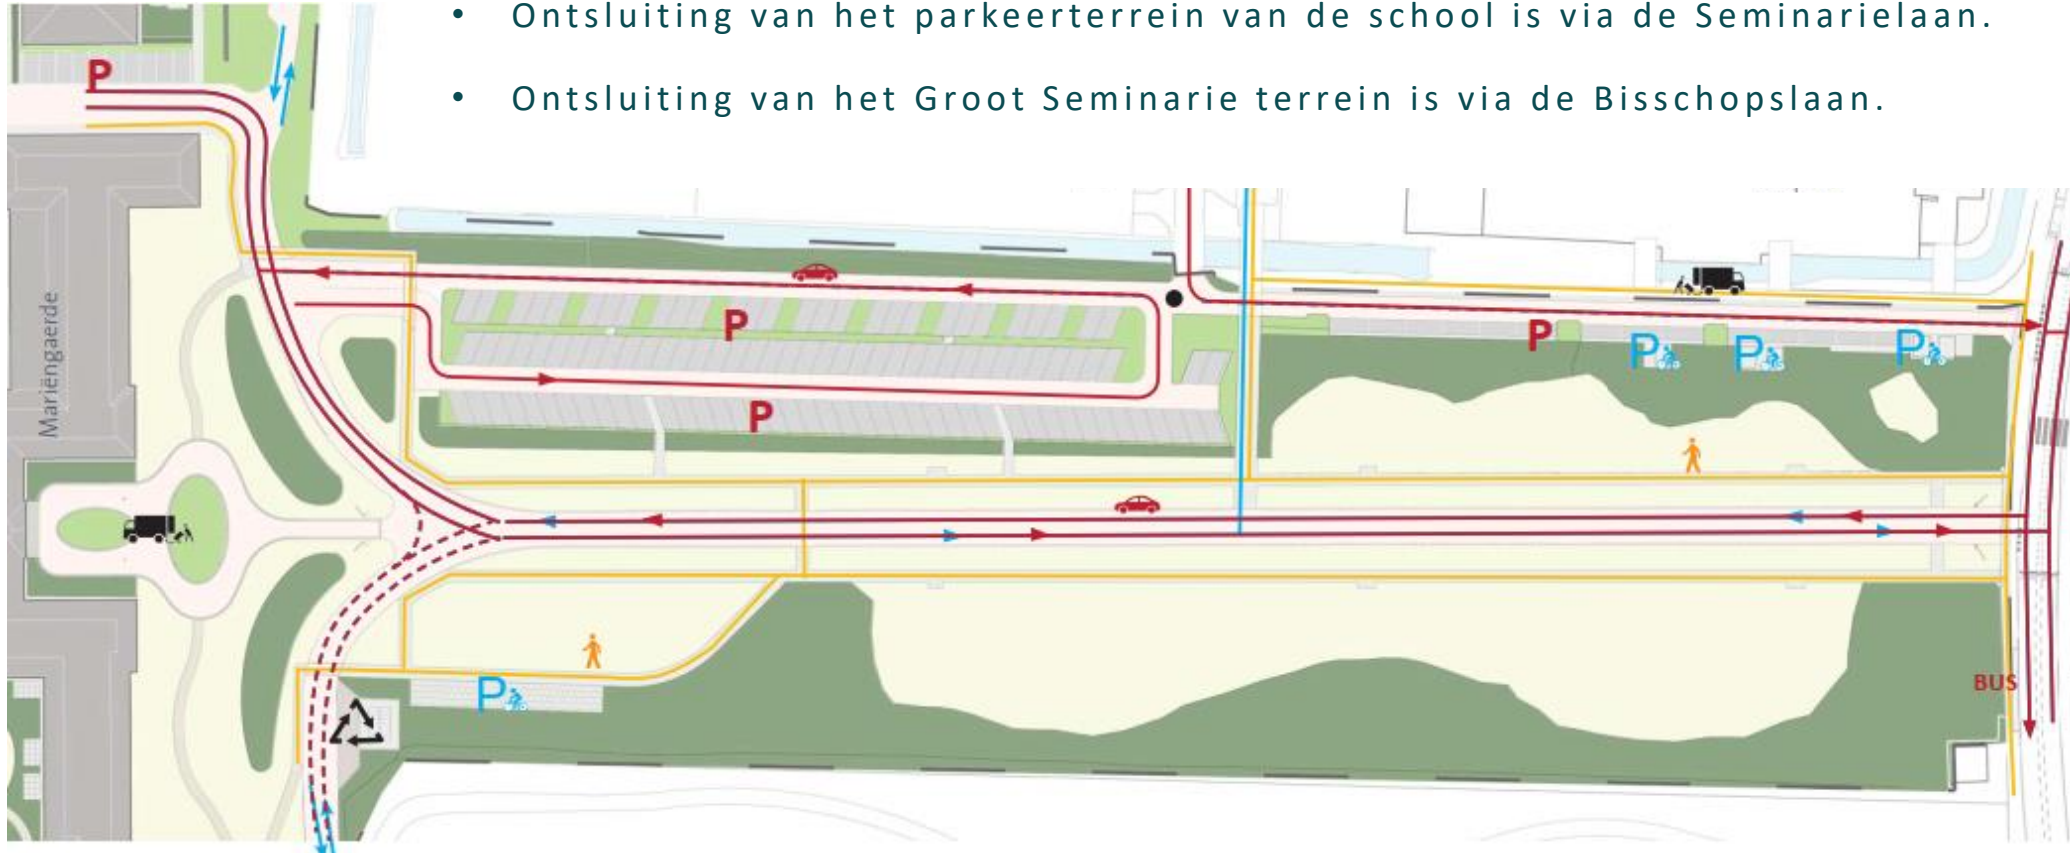 • Ontsluiting van het parkeerterrein van de school is via de Seminarielaan.
• Ontsluiting van het Groot Seminarie terrein is via de Bisschopslaan.
P
P
P
P
P
P
P
Mariëngaerde
P
BUS